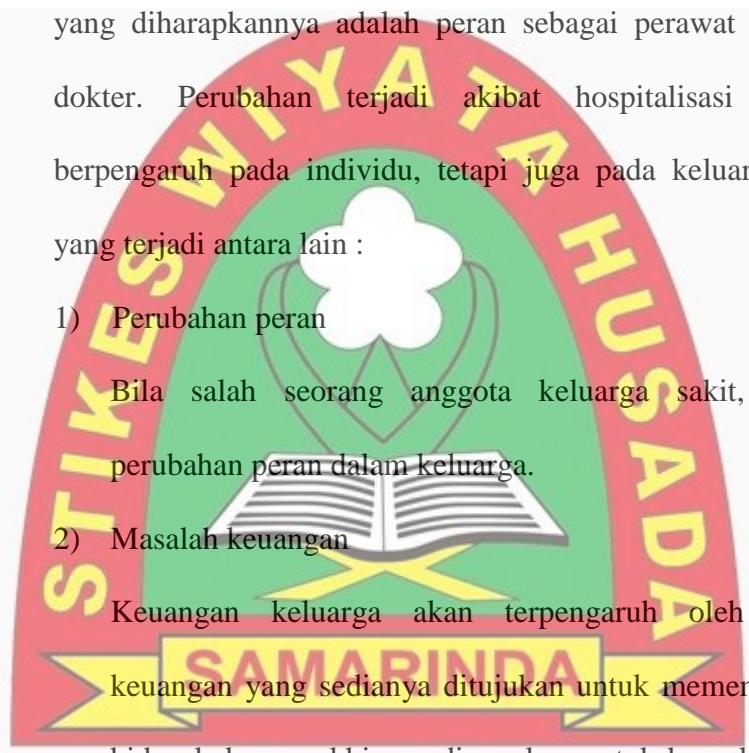 yang diharapkannya adalah peran sebagai perawat
dokter. Perubahan terjadi akibat hospitalisasi
berpengaruh pada individu, tetapi juga pada
yang terjadi antara lain :
1) Perubahan peran
Bila salah seorang anggota keluarga sakit,
perubahan peran dalam keluarga.
2) Masalah keuangan
Keuangan keluarga akan terpengaruh oleh
keuangan yang sedianya ditujukan untuk
STIKES WIYATA HUSADA
SAMARINDA